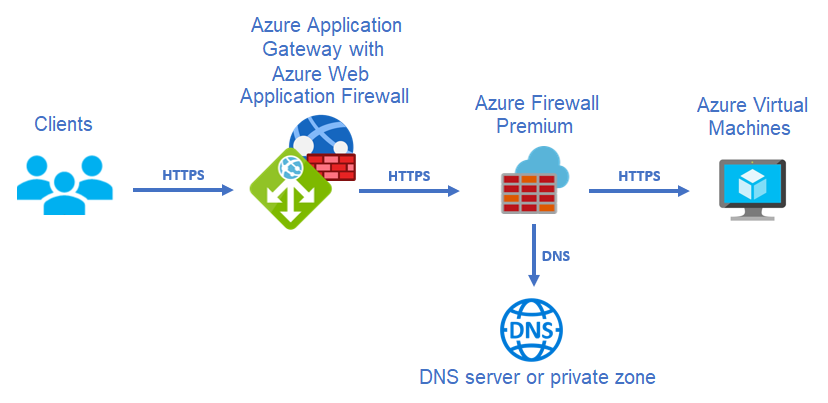 Azure Application
Gateway with
Azure Web
Application Firewall
Clients
Azure Firewall
Premium
Azure Virtual
Machines
HTTPS
HTTPS
HTTPS
DNS
DNS
DNS server or private zone